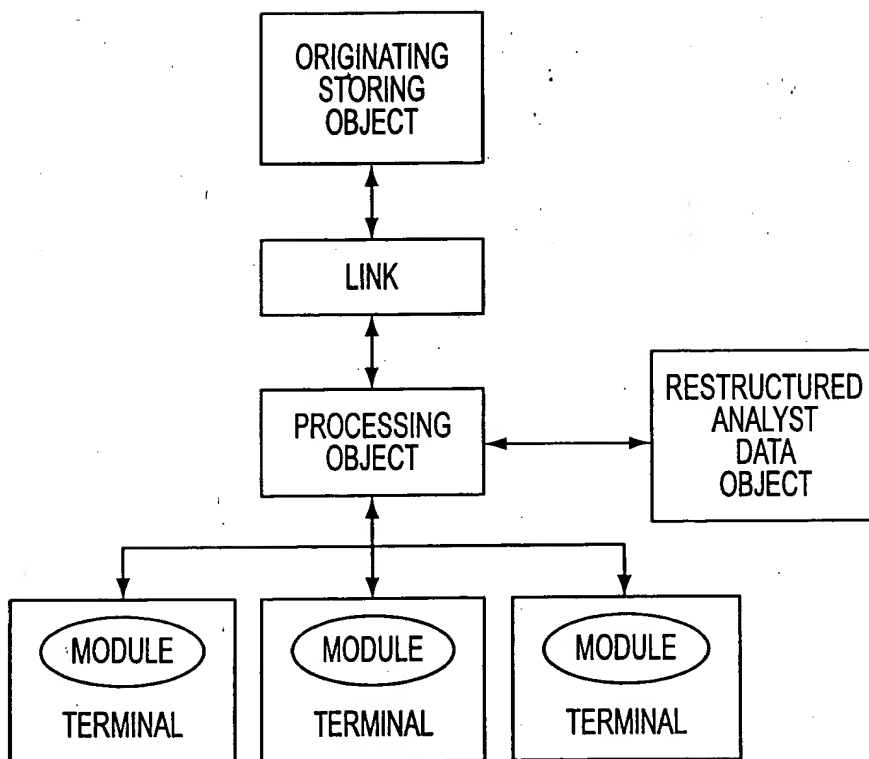 ORIGINATING
STORING
OBJECT
LINK
PROCESSING
OBJECT
RESTRUCTURED
ANALYST
DATA
OBJECT
MODULE
TERMINAL
MODULE
TERMINAL
MODULE
TERMINAL